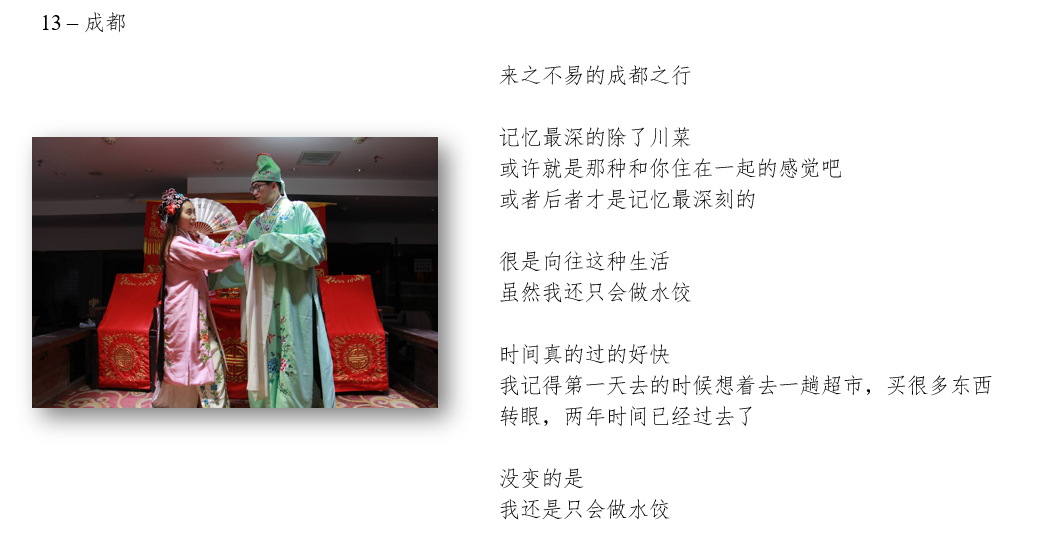 13 – 成都
来之不易的成都之行
记忆最深的除了川菜
或许就是那种和你住在一起的感觉吧
或者后者才是记忆最深刻的
很是向往这种生活
虽然我还只会做水饺
时间真的过的好快
我记得第一天去的时候想着去一趟超市，买很多东西
转眼，两年时间已经过去了
没变的是
我还是只会做水饺